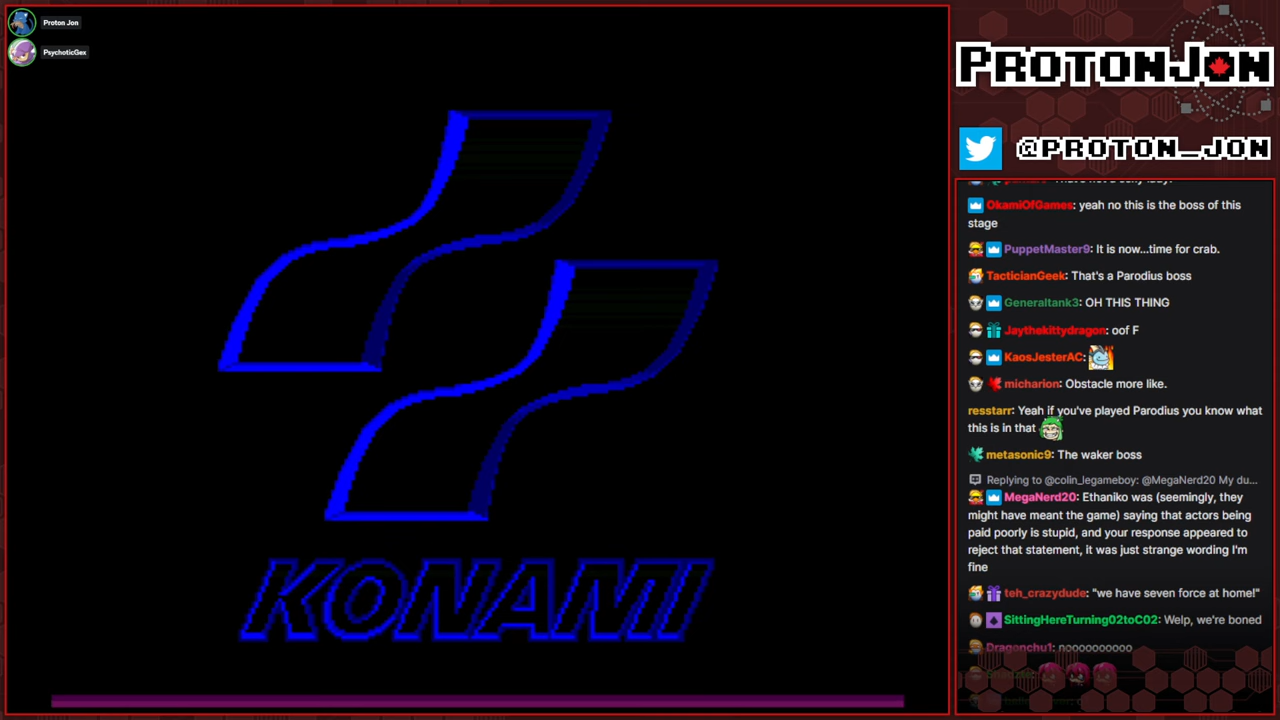 Proton Jon
PsychoticGex
KONAMI
PROTONJON
@PROTON_JON
OkamiOfGames: yeah no this is the boss of this
stage
PuppetMaster9: It is now...time for crab.
TacticianGeek: That's a Parodius boss
Generaltank3: OH THIS THING
Jaythekittydragon: oof F
KaosJesterAC:
micharion: Obstacle more like.
resstarr: Yeah if you've played Parodius you know what
this is in that
metasonic9: The waker boss
Replying to @colin_legameboy: @MegaNerd20 My du...
MegaNerd20: Ethaniko was (seemingly, they
might have meant the game) saying that actors being
paid poorly is stupid, and your response appeared to
reject that statement, it was just strange wording I'm
fine
teh_crazydude: "we have seven force at home!"
SittingHereTurning02toC02: Welp, we're boned
Dragonchu1: nooooooooooo